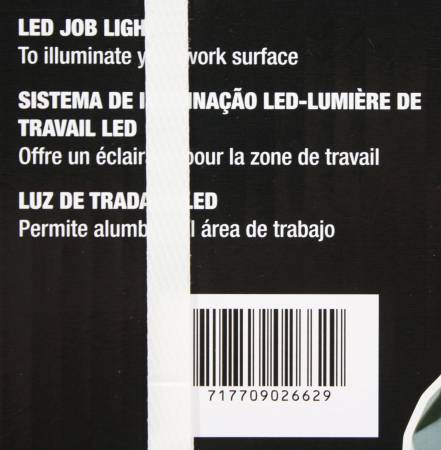 LED JOB LIGH
To illuminate y work surface
SISTEMA DE I INAÇÃO LED-LUMIÈRE DE
TRAVAIL LED
Offre un éclair pour la zone de travail
LUZ DE TRADA LED
Permite alumb l área de trabajo
717709026629